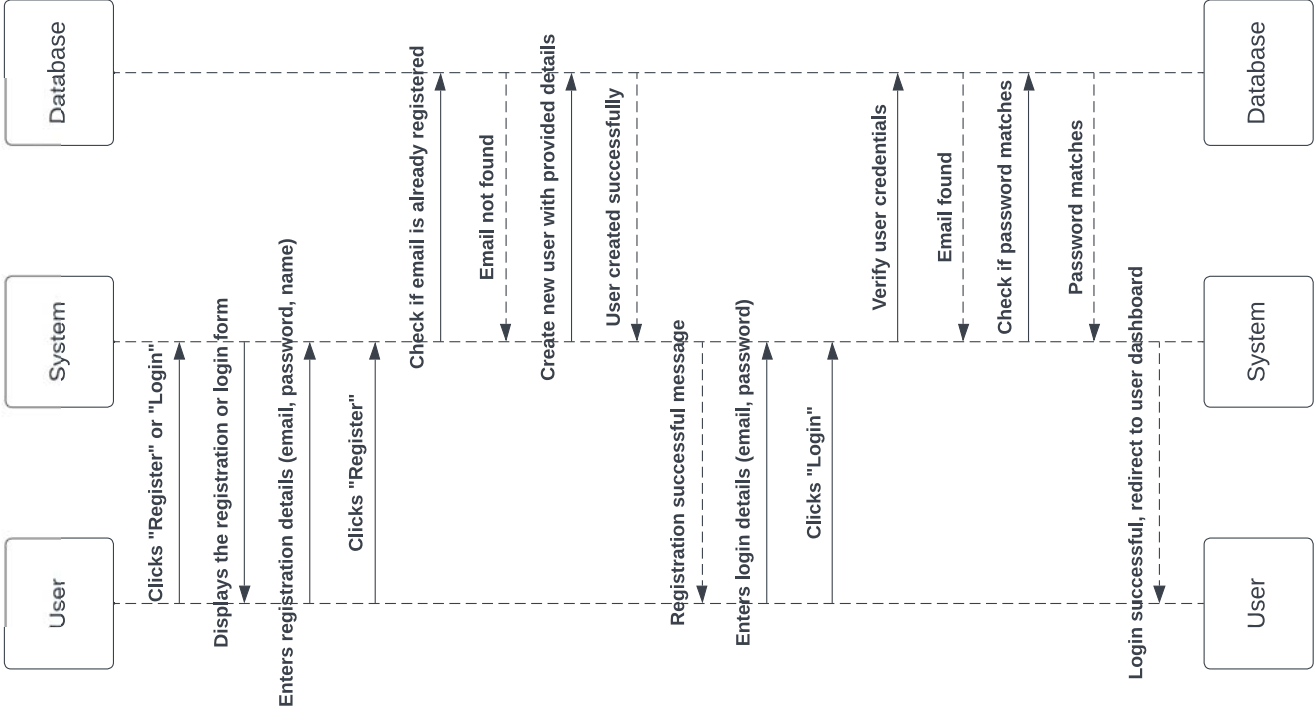 User
System
Database
Clicks "Register" or "Login"
Displays the registration or login form
Enters registration details (email, password, name)
Clicks "Register"
Check if email is already registered
Email not found
Create new user with provided details
User created successfully
Registration successful message
Enters login details (email, password)
Clicks "Login"
Verify user credentials
Email found
Check if password matches
Password matches
Login successful, redirect to user dashboard
User
System
Database